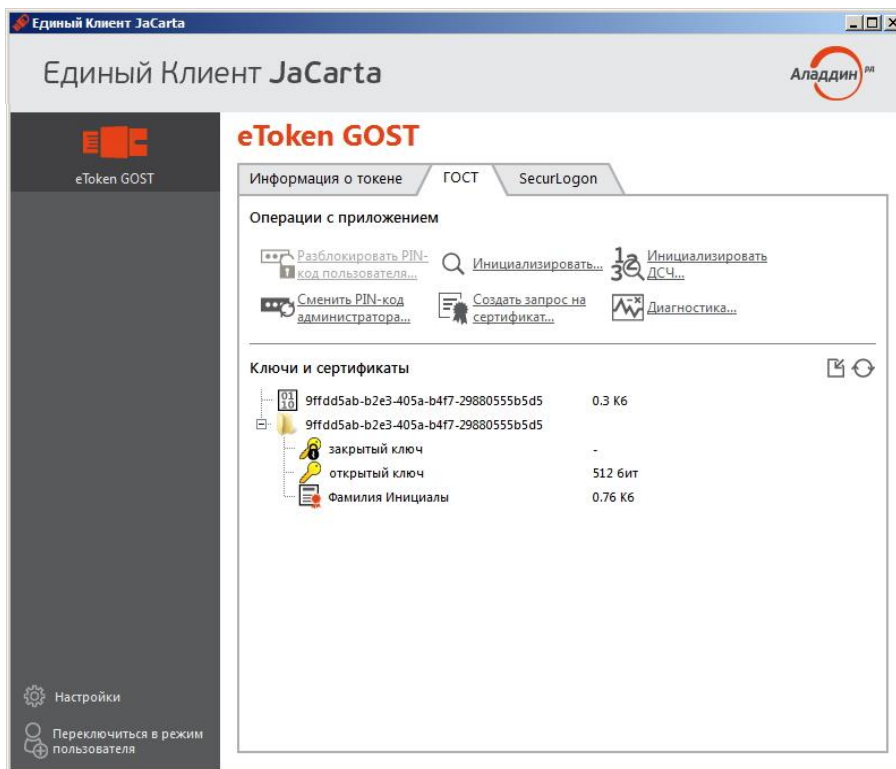 Единый Клиент JaCarta
Единый Клиент JaCarta
Аладдин РД
eToken GOST
eToken GOST
Информация о токене
ГОСТ
SecurLogon
Операции с приложением
Разблокировать PIN-
код пользователя...
Инициализировать...
Инициализировать
ДСЧ...
Сменить PIN-код
администратора...
Создать запрос на
сертификат...
Диагностика...
Ключи и сертификаты
9ffdd5ab-b2e3-405a-b4f7-29880555b5d5 0.3 Кб
9ffdd5ab-b2e3-405a-b4f7-29880555b5d5
закрытый ключ -
открытый ключ 512 бит
Фамилия Инициалы 0.76 Кб
Настройки
Переключиться в режим
пользователя